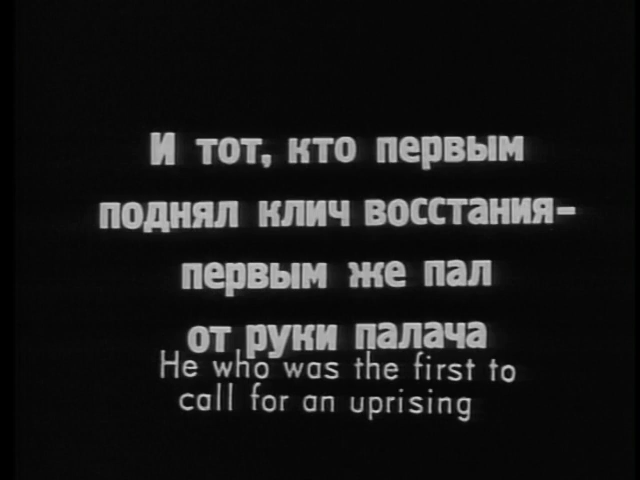 И тот, кто первым
поднял клич восстания-
первым же пал
от руки палача
He who was the first to
call for an uprising